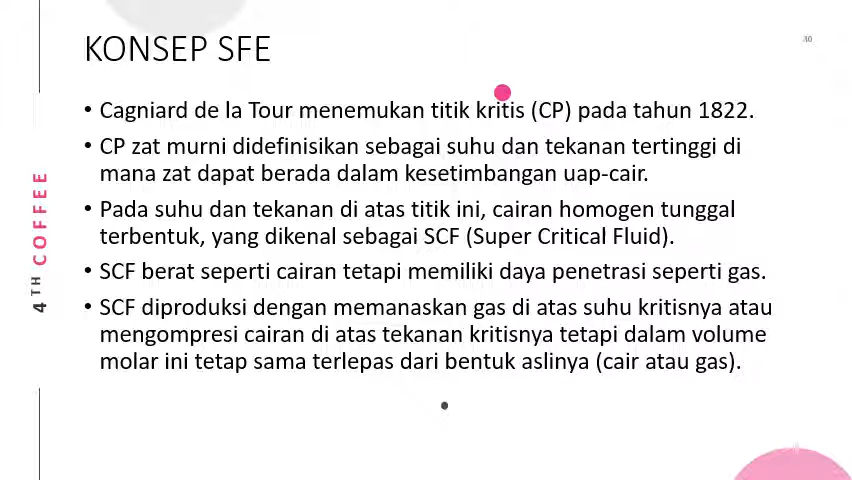 KONSEP SFE
30
• Cagniard de la Tour menemukan titik kritis (CP) pada tahun 1822.
• CP zat murni didefinisikan sebagai suhu dan tekanan tertinggi di
mana zat dapat berada dalam kesetimbangan uap-cair.
• Pada suhu dan tekanan di atas titik ini, cairan homogen tunggal
terbentuk, yang dikenal sebagai SCF (Super Critical Fluid).
• SCF berat seperti cairan tetapi memiliki daya penetrasi seperti gas.
• SCF diproduksi dengan memanaskan gas di atas suhu kritisnya atau
mengompresi cairan di atas tekanan kritisnya tetapi dalam volume
molar ini tetap sama terlepas dari bentuk aslinya (cair atau gas).
4TH COFFEE